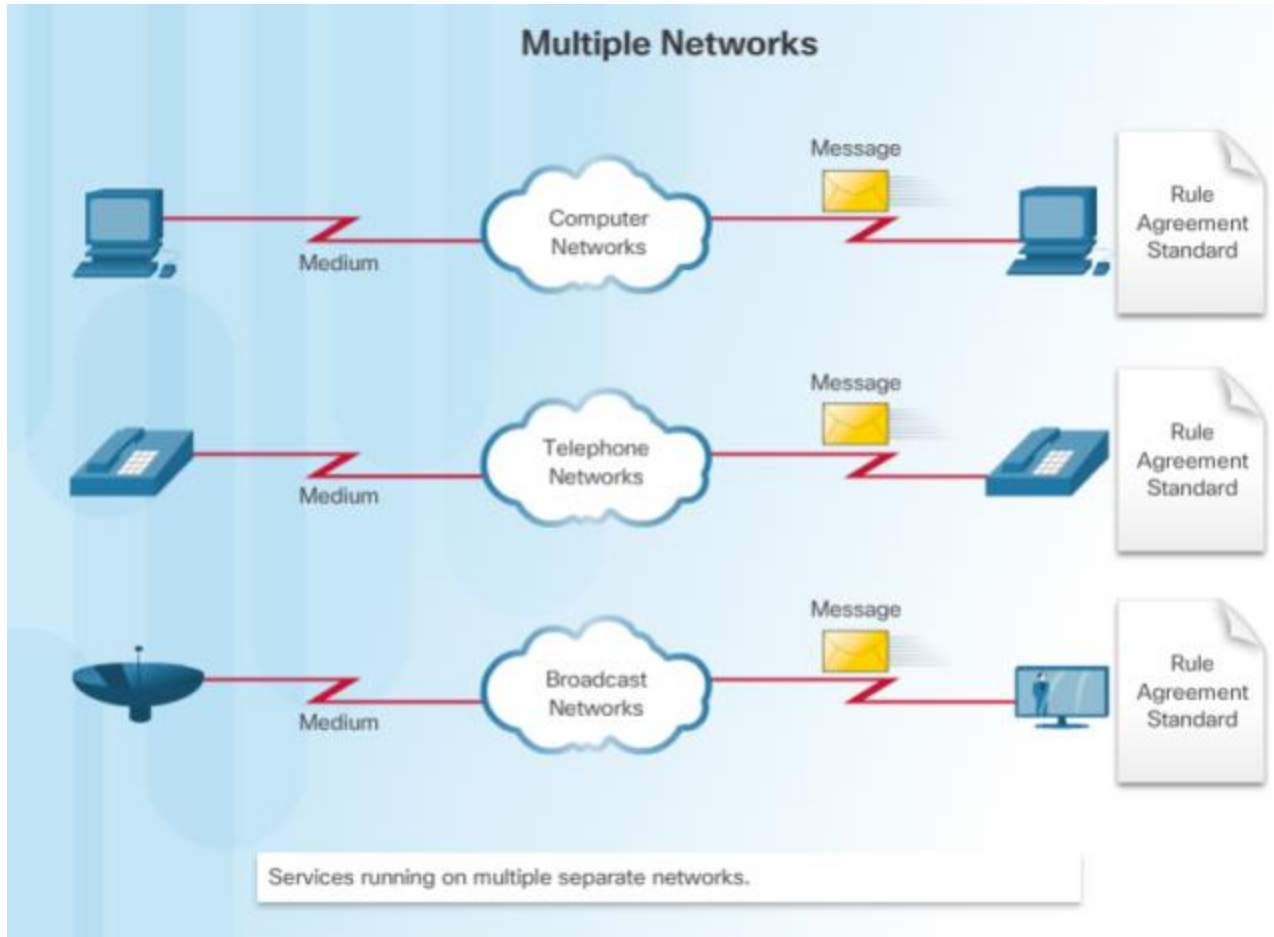 Multiple Networks
Message
Computer
Networks
Medium
Rule
Agreement
Standard
Message
Telephone
Networks
Medium
Rule
Agreement
Standard
Message
Broadcast
Networks
Medium
Rule
Agreement
Standard
Services running on multiple separate networks.